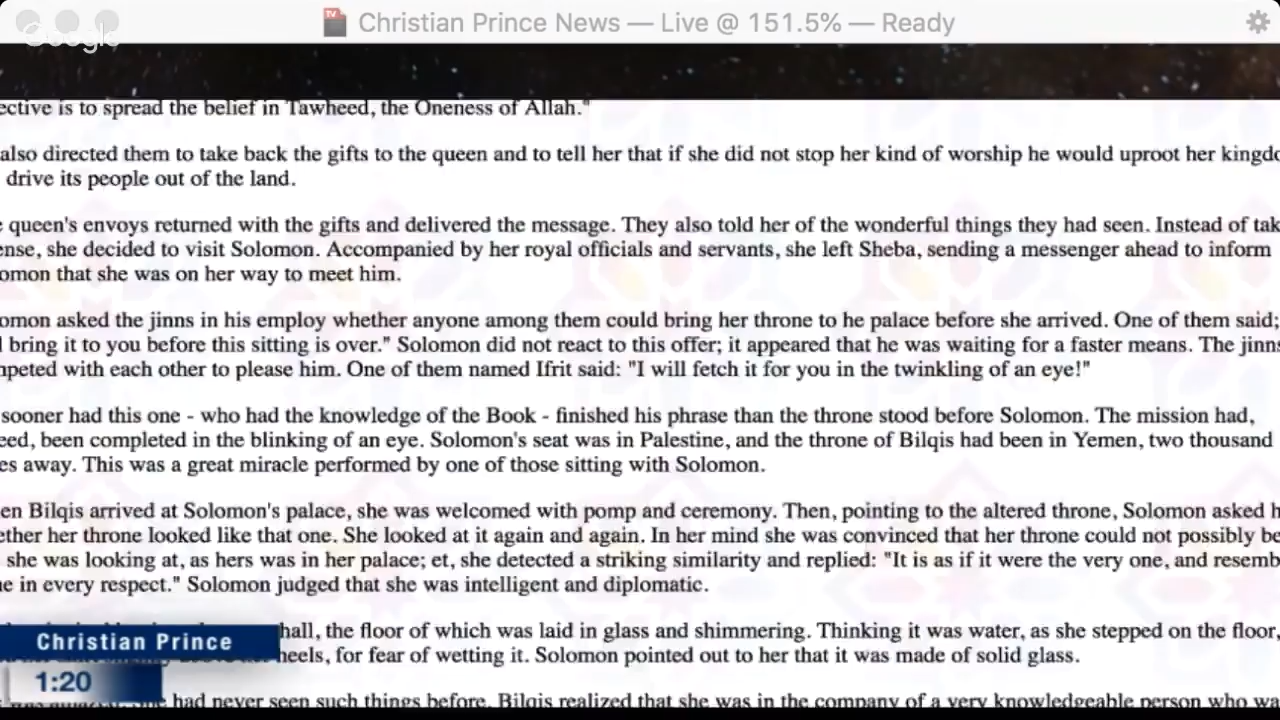 Christian Prince News — Live @ 151.5% — Ready
Google
ective is to spread the belief in Tawheed, the Oneness of Allah."
also directed them to take back the gifts to the queen and to tell her that if she did not stop her kind of worship he would uproot her kingdo
drive its people out of the land.
queen's envoys returned with the gifts and delivered the message. They also told her of the wonderful things they had seen. Instead of tak
ense, she decided to visit Solomon. Accompanied by her royal officials and servants, she left Sheba, sending a messenger ahead to inform
omon that she was on her way to meet him.
omon asked the jinns in his employ whether anyone among them could bring her throne to he palace before she arrived. One of them said;
bring it to you before this sitting is over." Solomon did not react to this offer; it appeared that he was waiting for a faster means. The jinns
mpeted with each other to please him. One of them named Ifrit said: "I will fetch it for you in the twinkling of an eye!"
sooner had this one - who had the knowledge of the Book - finished his phrase than the throne stood before Solomon. The mission had,
eed, been completed in the blinking of an eye. Solomon's seat was in Palestine, and the throne of Bilqis had been in Yemen, two thousand
es away. This was a great miracle performed by one of those sitting with Solomon.
en Bilqis arrived at Solomon's palace, she was welcomed with pomp and ceremony. Then, pointing to the altered throne, Solomon asked h
ether her throne looked like that one. She looked at it again and again. In her mind she was convinced that her throne could not possibly be
she was looking at, as hers was in her palace; et, she detected a striking similarity and replied: "It is as if it were the very one, and resemb
e in every respect." Solomon judged that she was intelligent and diplomatic.
hall, the floor of which was laid in glass and shimmering. Thinking it was water, as she stepped on the floor,
heels, for fear of wetting it. Solomon pointed out to her that it was made of solid glass.
had never seen such things before. Bilqis realized that she was in the company of a very knowledgeable person who wa
Christian Prince
1:20